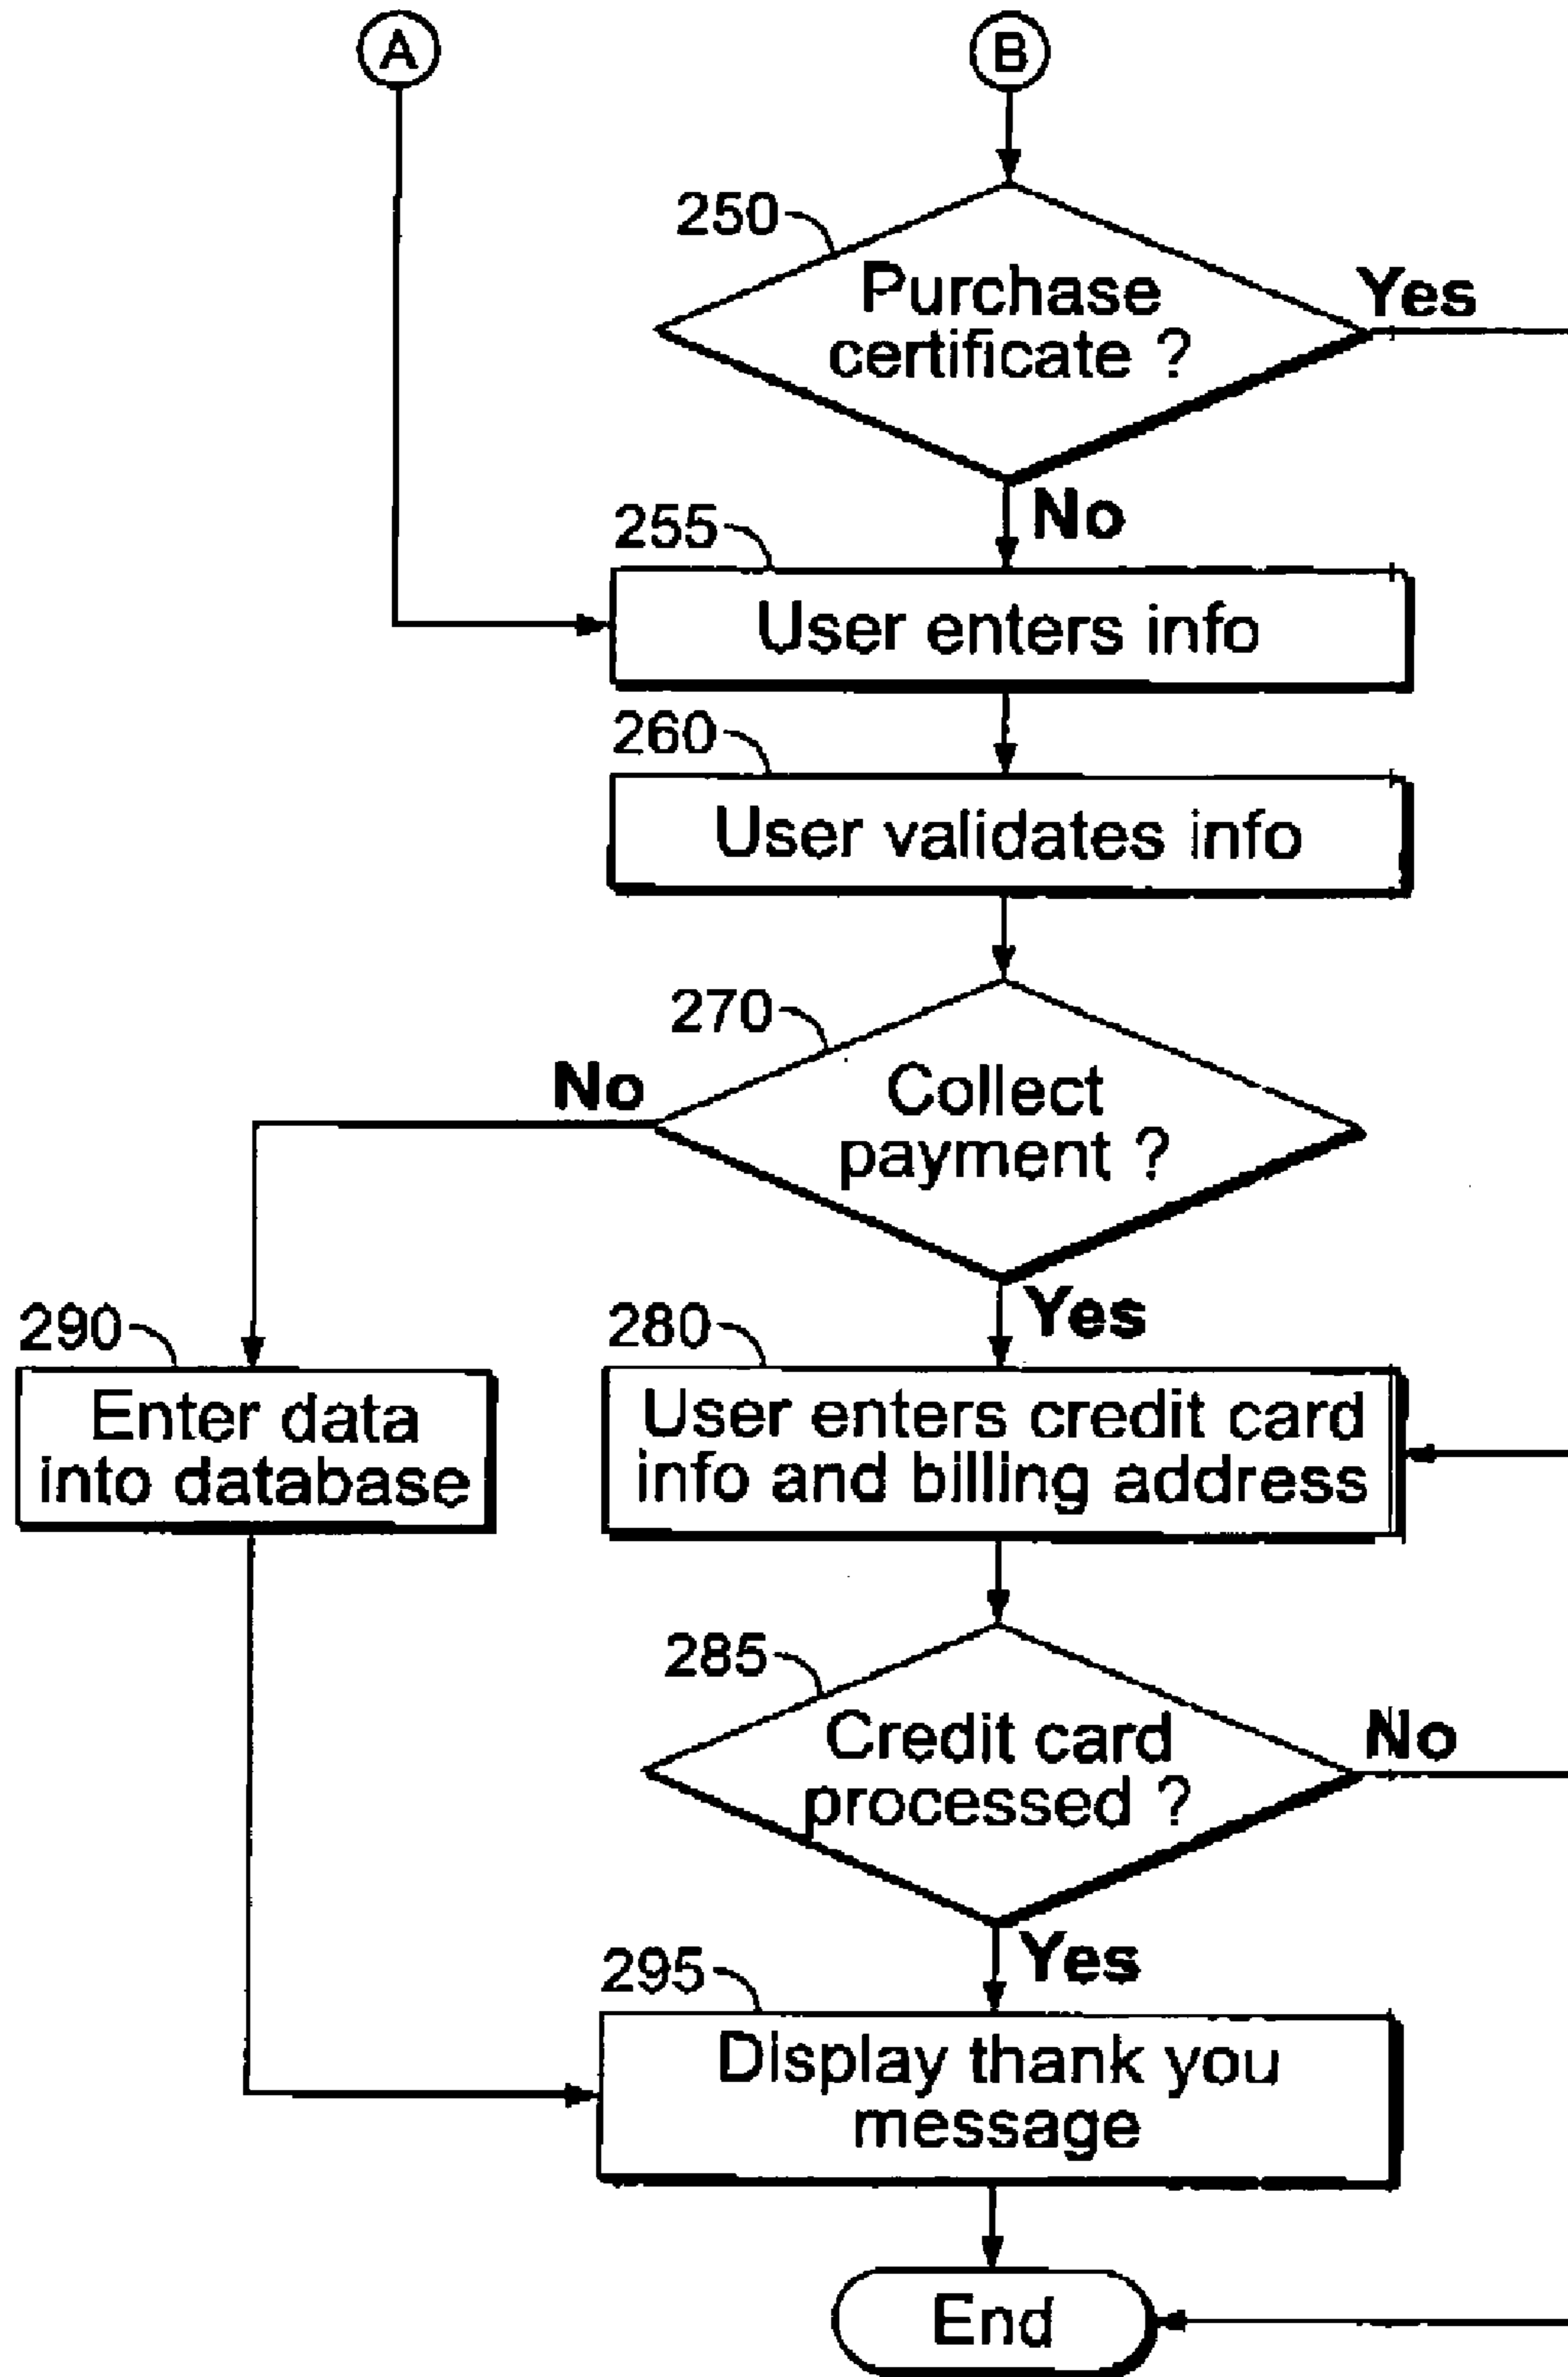 A
B
250
Purchase
certificate ?
Yes
No
255
User enters info
260
User validates info
270
Collect
payment ?
No
Yes
290
Enter data
into database
280
User enters credit card
info and billing address
285
Credit card
processed ?
No
Yes
295
Display thank you
message
End